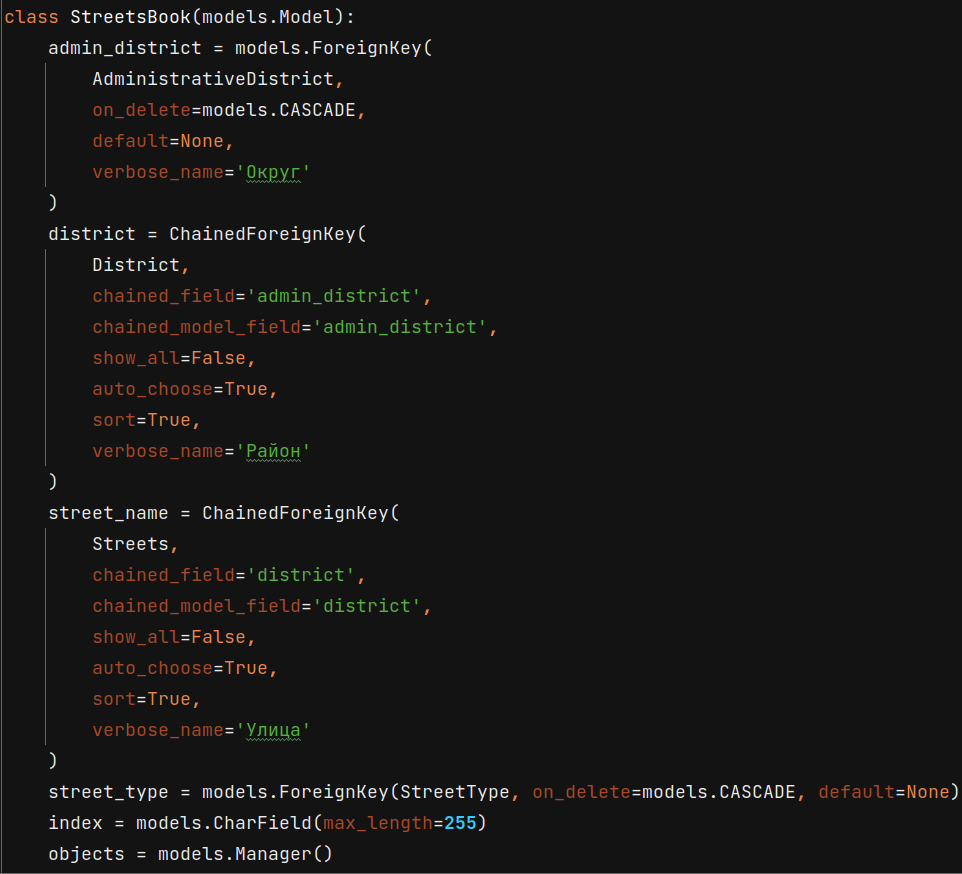 class StreetsBook(models.Model):
    admin_district = models.ForeignKey(
        AdministrativeDistrict,
        on_delete=models.CASCADE,
        default=None,
        verbose_name='Округ'
    )
    district = ChainedForeignKey(
        District,
        chained_field='admin_district',
        chained_model_field='admin_district',
        show_all=False,
        auto_choose=True,
        sort=True,
        verbose_name='Район'
    )
    street_name = ChainedForeignKey(
        Streets,
        chained_field='district',
        chained_model_field='district',
        show_all=False,
        auto_choose=True,
        sort=True,
        verbose_name='Улица'
    )
    street_type = models.ForeignKey(StreetType, on_delete=models.CASCADE, default=None)
    index = models.CharField(max_length=255)
    objects = models.Manager()